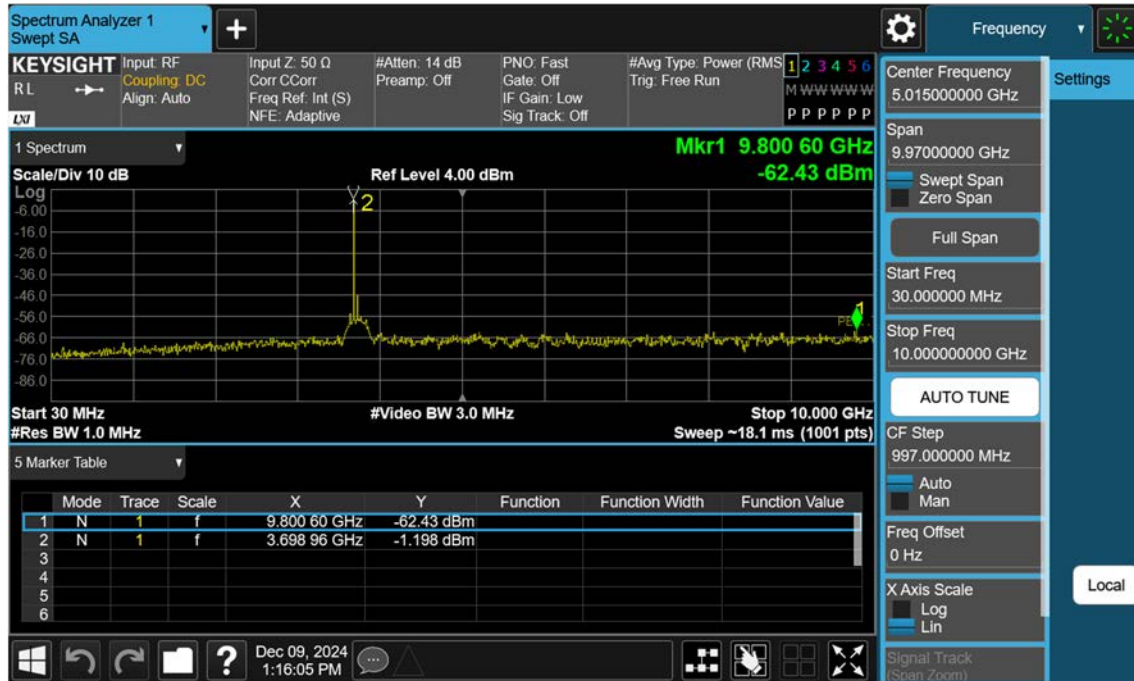 Spectrum Analyzer 1
Swept SA
Frequency
KEYSIGHT
RL
LXI
Input: RF
Coupling: DC
Align: Auto
Input Z: 50 Ω
Corr CCorr
Freq Ref: Int (S)
NFE: Adaptive
#Atten: 14 dB
Preamp: Off
PNO: Fast
Gate: Off
IF Gain: Low
Sig Track: Off
#Avg Type: Power (RMS
Trig: Free Run
1 2 3 4 5 6
M W W W W W
P P P P P P
1 Spectrum
Mkr1 9.800 60 GHz
-62.43 dBm
Scale/Div 10 dB
Ref Level 4.00 dBm
Log
-6.00
-16.0
-26.0
-36.0
-46.0
-56.0
-66.0
-76.0
-86.0
2
1
Start 30 MHz
#Video BW 3.0 MHz
Stop 10.000 GHz
#Res BW 1.0 MHz
Sweep ~18.1 ms (1001 pts)
5 Marker Table
Mode Trace Scale X Y Function Function Width Function Value
1 N 1 f 9.800 60 GHz -62.43 dBm
2 N 1 f 3.698 96 GHz -1.198 dBm
3
4
5
6
Dec 09, 2024
1:16:05 PM
Center Frequency
5.015000000 GHz
Span
9.97000000 GHz
Swept Span
Zero Span
Full Span
Start Freq
30.000000 MHz
Stop Freq
10.000000000 GHz
AUTO TUNE
CF Step
997.000000 MHz
Auto
Man
Freq Offset
0 Hz
X Axis Scale
Log
Lin
Signal Track
(Span Zoom)
Settings
Local